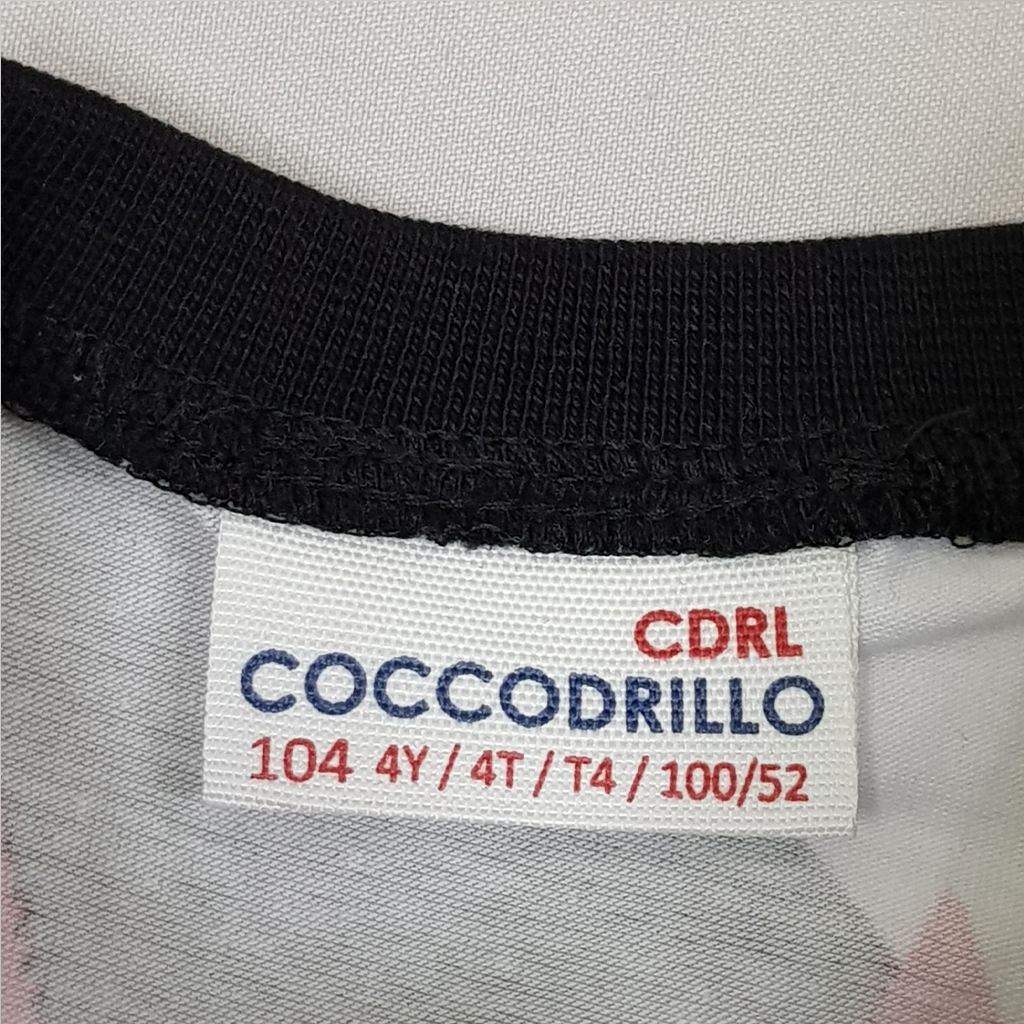 CDRL
COCCODRILLO
104 4Y / 4T / T4 / 100/52